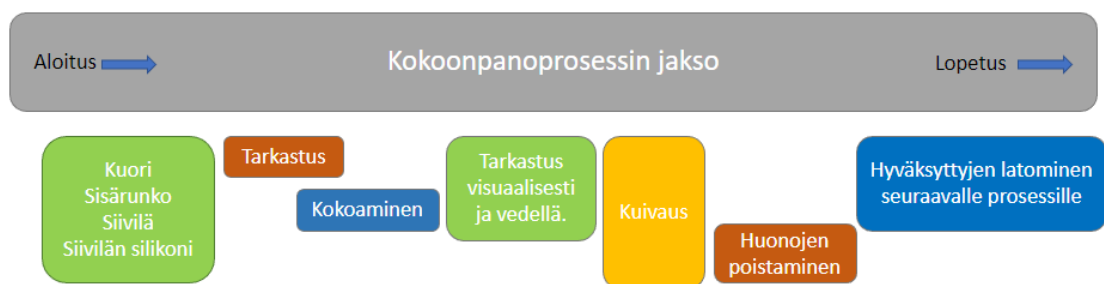 Aloitus
Kokoonpanoprosessin jakso
Lopetus
Kuori
Sisärunko
Siivilä
Siivilän silikoni
Tarkastus
Kokoaminen
Tarkastus
visuaalisesti
ja vedellä.
Kuivaus
Huonojen
poistaminen
Hyväksyttyjen latominen
seuraavalle prosessille